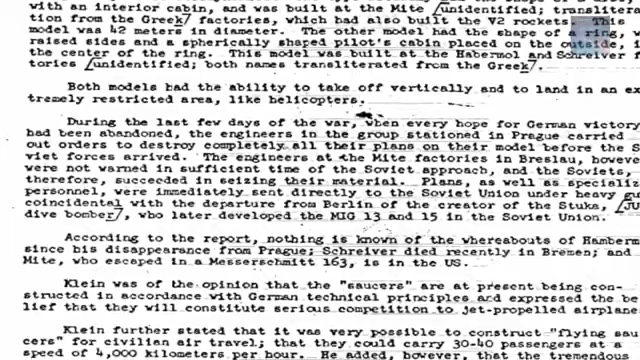 with an interior cabin, and was built at the Mite /unidentified; translitera
tion from the Greek/ factories, which had also built the V2 rockets. This
model was 42 meters in diameter. The other model had the shape of a ring, w
raised sides and a spherically shaped pilot's cabin placed on the outside, i
the center of the ring. This model was built at the Habermol and Schreiver f
tories /unidentified; both names transliterated from the Greek/.
Both models had the ability to take off vertically and to land in an ex
tremely restricted area, like helicopters.
During the last few days of the war, when every hope for German victory
had been abandoned, the engineers in the group stationed in Prague carried
out orders to destroy completely all their plans on their model before the S
viet forces arrived. The engineers at the Mite factories in Breslau, howeve
were not warned in sufficient time of the Soviet approach, and the Soviets,
therefore, succeeded in seizing their material. Plans, as well as specializ
personnel, were immediately sent directly to the Soviet Union under heavy gu
coincidental with the departure from Berlin of the creator of the Stuka, /JU
dive bomber/, who later developed the MIG 13 and 15 in the Soviet Union.
According to the report, nothing is known of the whereabouts of Haberm
since his disappearance from Prague; Schreiver died recently in Bremen; and
Mite, who escaped in a Messerschmitt 163, is in the US.
Klein was of the opinion that the "saucers" are at present being con-
structed in accordance with German technical principles and expressed the be
lief that they will constitute serious competition to jet-propelled airplane
Klein further stated that it was very possible to construct "flying sau
cers" for civilian air travel; that they could carry 30-40 passengers at a
speed of 4,000 kilometers per hour. He added, however, that the tremendous